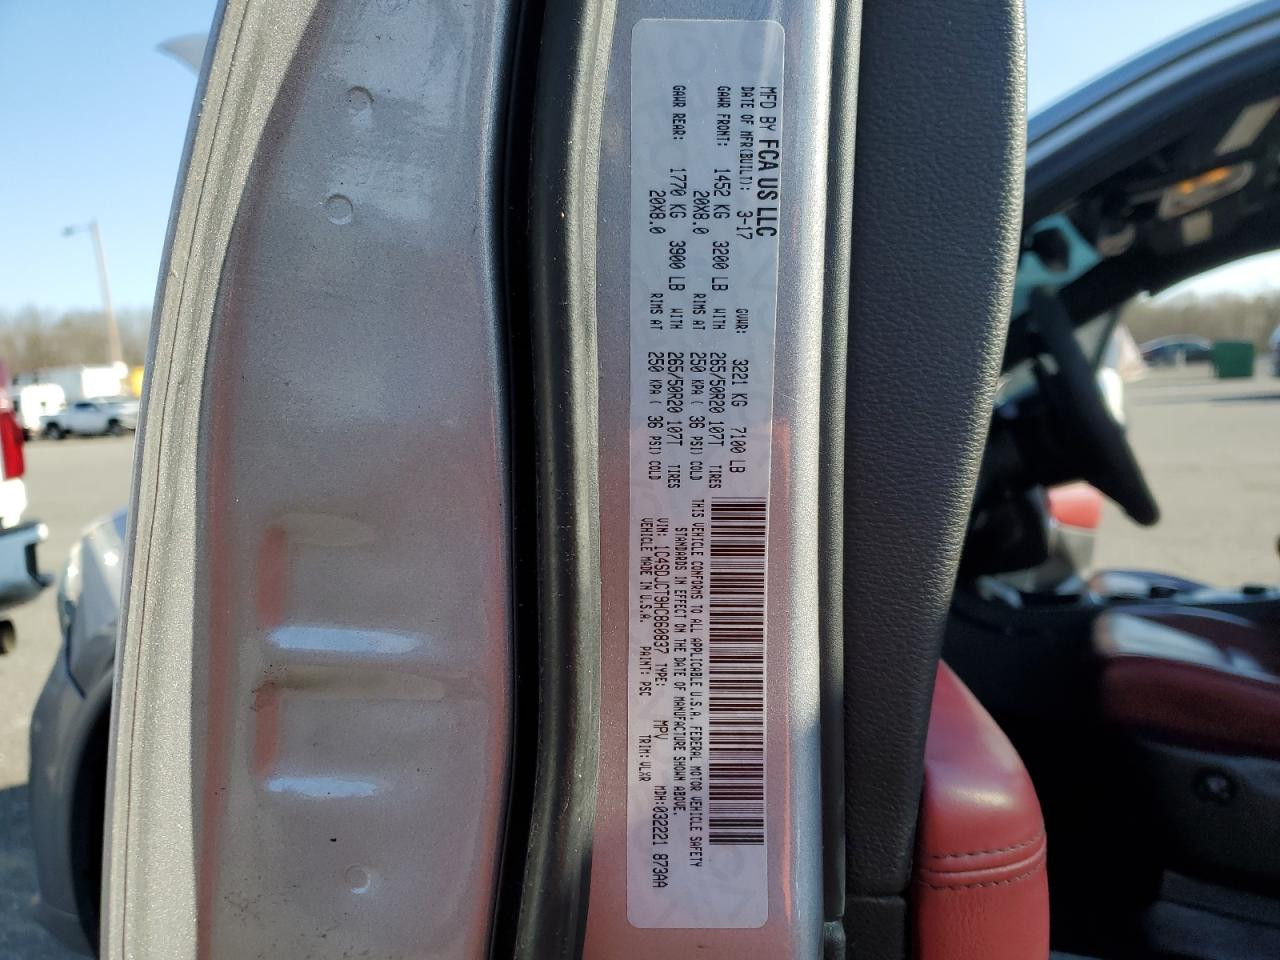 MFD BY FCA US LLC
DATE OF MFR(BUILT): 3-17 GVWR: 3221 KG 7100 LB
GAWR FRONT: 1452 KG 3200 LB WITH 265/50R20 107T TIRES
20X8.0 RIMS AT 250 KPA ( 36 PSI) COLD
GAWR REAR: 1770 KG 3900 LB WITH 265/50R20 107T TIRES
20X8.0 RIMS AT 250 KPA ( 36 PSI) COLD
THIS VEHICLE CONFORMS TO ALL APPLICABLE U.S.A. FEDERAL MOTOR VEHICLE SAFETY
STANDARDS IN EFFECT ON THE DATE OF MANUFACTURE SHOWN ABOVE.
VIN: 1C4SDJCT9HC860837 TYPE: MPV MDH:032221 873AA
VEHICLE MADE IN U.S.A. PAINT: PSC TRIM: VLXR